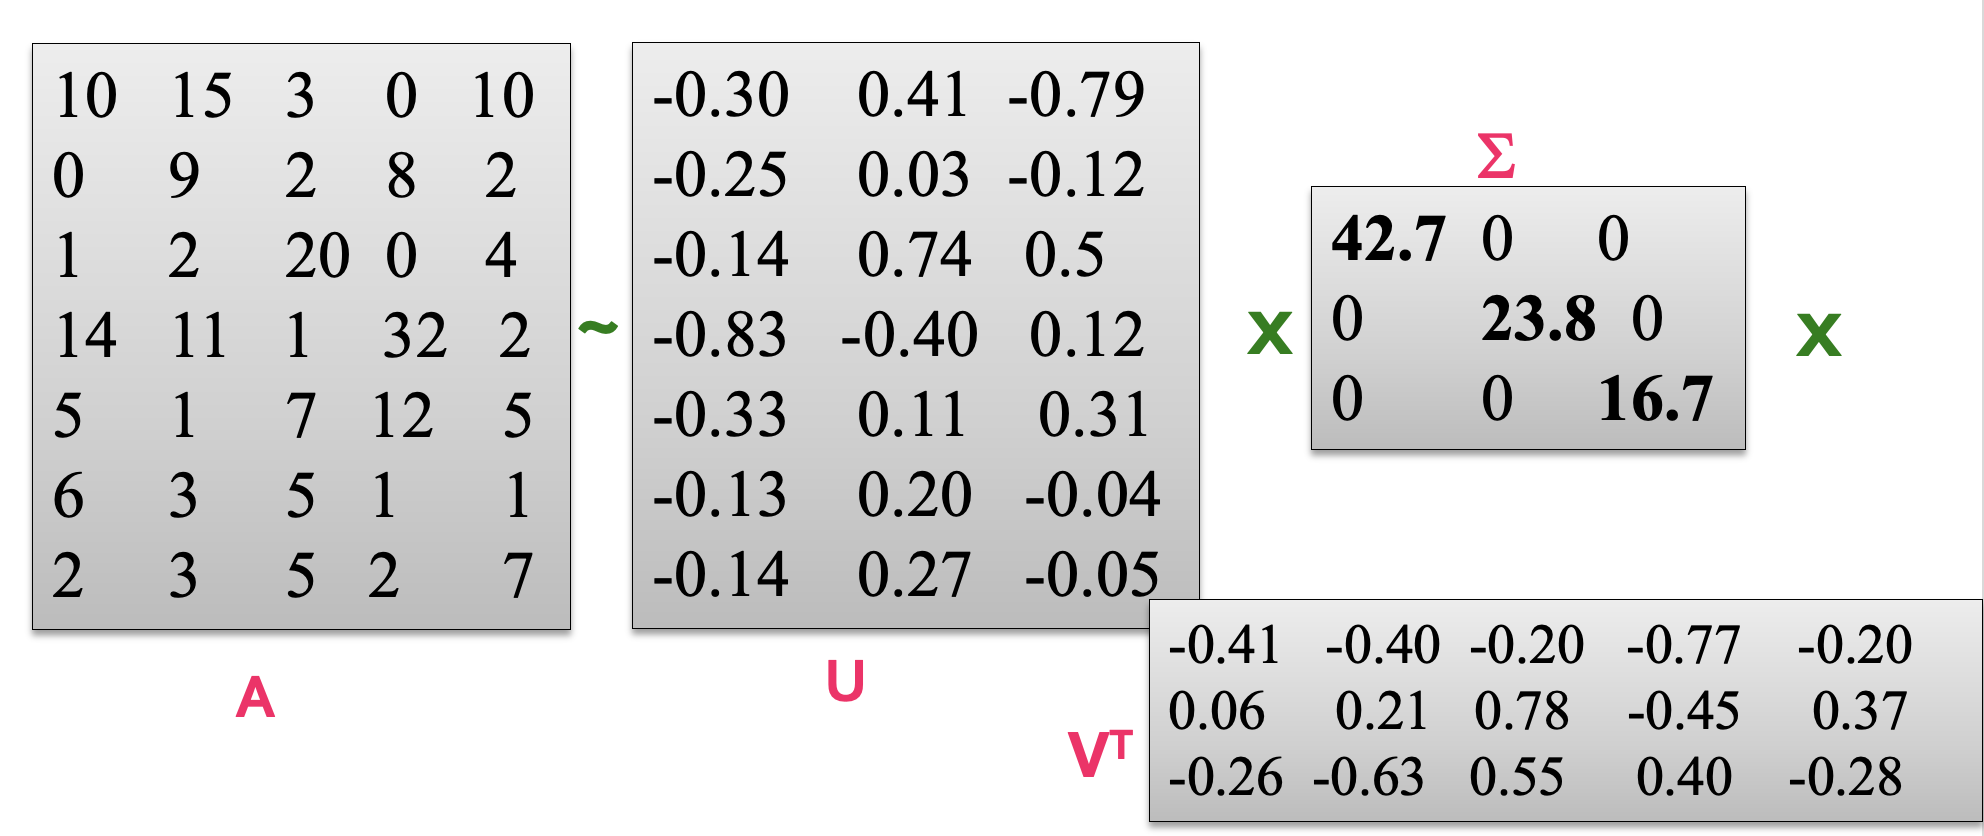 10 15 3 0 10
0 9 2 8 2
1 2 20 0 4
14 11 1 32 2
5 1 7 12 5
6 3 5 1 1
2 3 5 2 7
A
~
-0.30 0.41 -0.79
-0.25 0.03 -0.12
-0.14 0.74 0.5
-0.83 -0.40 0.12
-0.33 0.11 0.31
-0.13 0.20 -0.04
-0.14 0.27 -0.05
U
x
Σ
42.7 0 0
0 23.8 0
0 0 16.7
x
VT
-0.41 -0.40 -0.20 -0.77 -0.20
0.06 0.21 0.78 -0.45 0.37
-0.26 -0.63 0.55 0.40 -0.28